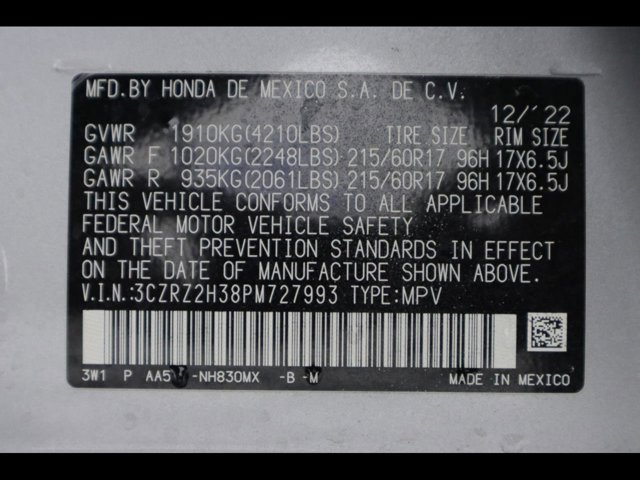 MFD. BY HONDA DE MEXICO S.A. DE C.V.
12/'22
GVWR 1910KG(4210LBS) TIRE SIZE RIM SIZE
GAWR F 1020KG(2248LBS) 215/60R17 96H 17X6.5J
GAWR R 935KG(2061LBS) 215/60R17 96H 17X6.5J
THIS VEHICLE CONFORMS TO ALL APPLICABLE
FEDERAL MOTOR VEHICLE SAFETY
AND THEFT PREVENTION STANDARDS IN EFFECT
ON THE DATE OF MANUFACTURE SHOWN ABOVE.
V.I.N.:3CZRZ2H38PM727993 TYPE:MPV
3W1 P AA5 -NH830MX -B -M MADE IN MEXICO